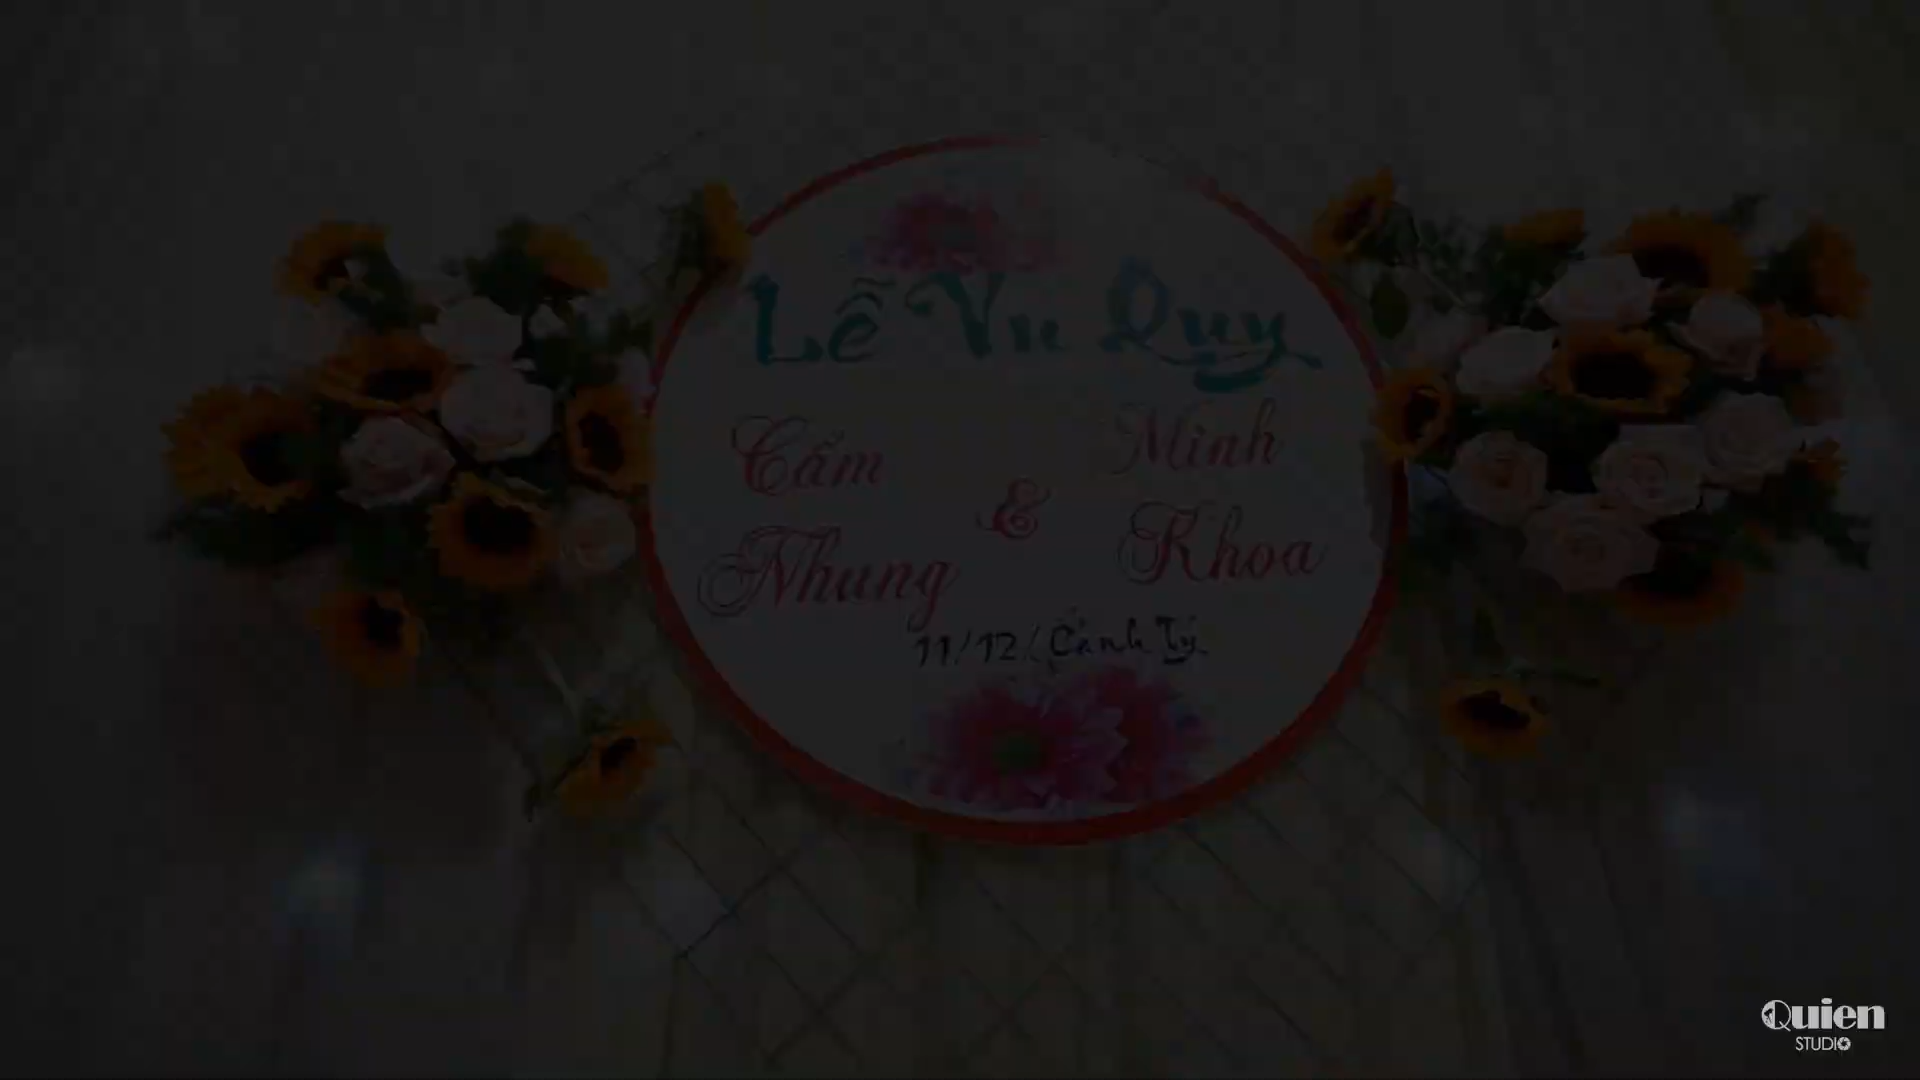 Lễ Vu Quy
Cẩm Minh
Nhung & Khoa
11/12/Canh Tý
Quien
STUDIO